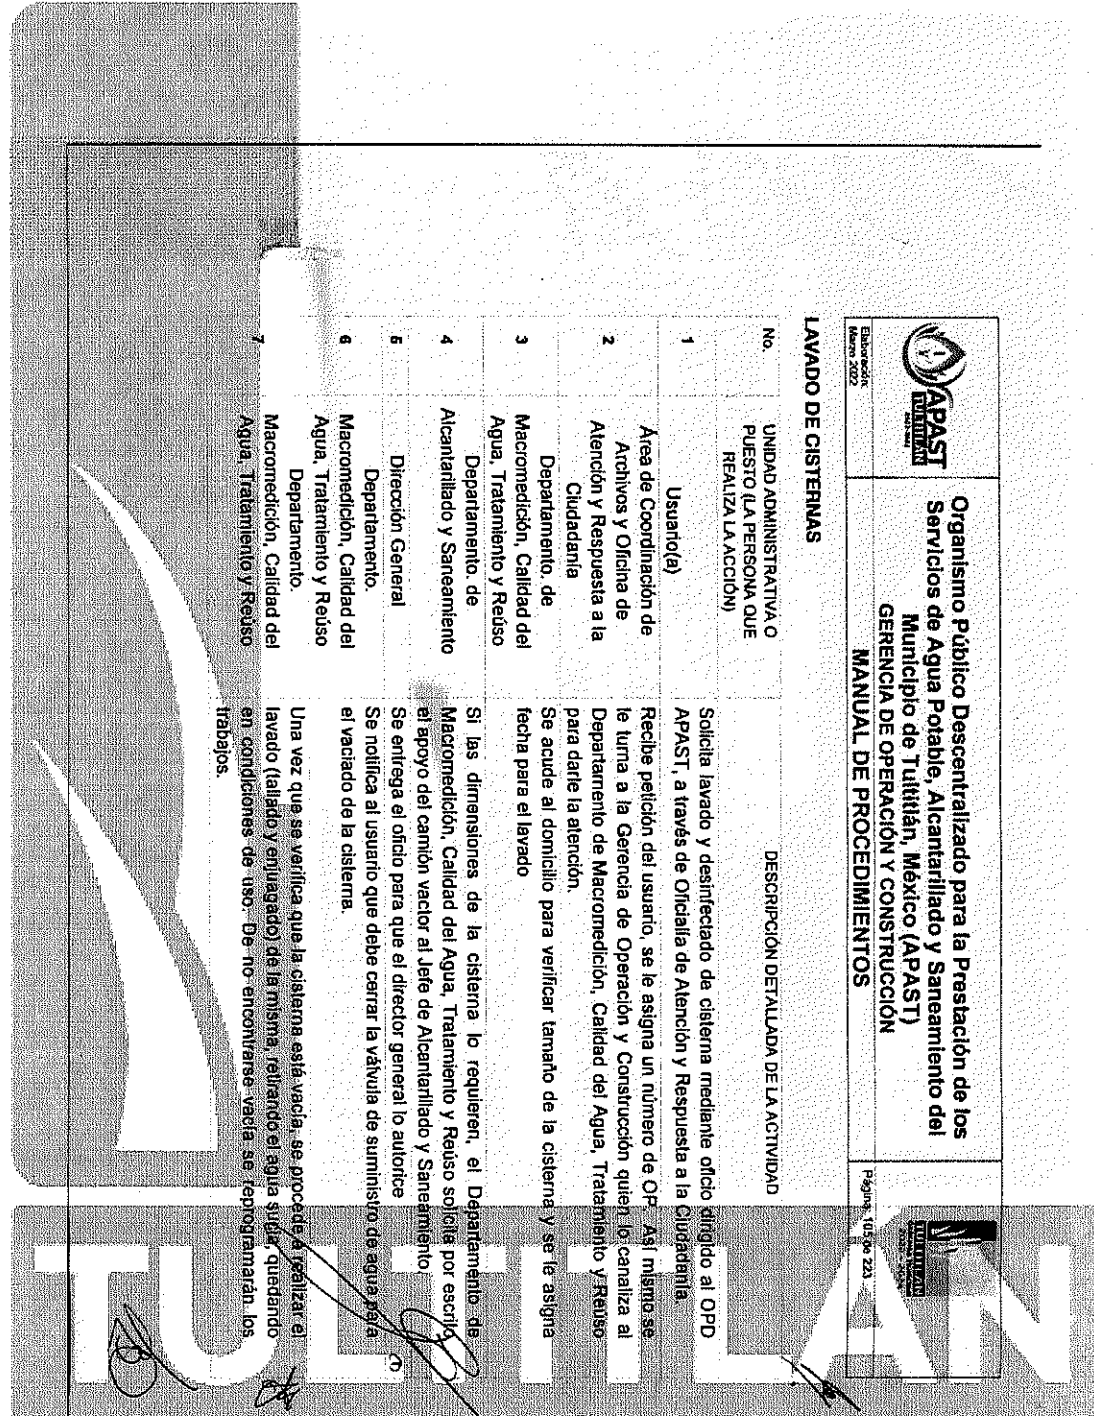 APAST
TULTITLÁN
Organismo Público Descentralizado para la Prestación de los
Servicios de Agua Potable, Alcantarillado y Saneamiento del
Municipio de Tultitlán, México (APAST)
GERENCIA DE OPERACIÓN Y CONSTRUCCIÓN
MANUAL DE PROCEDIMIENTOS
TULTITLÁN
Elaboración:
Marzo 2022
Página: 105 de 223
LAVADO DE CISTERNAS
No.
UNIDAD ADMINISTRATIVA O
PUESTO (LA PERSONA QUE
REALIZA LA ACCIÓN)
DESCRIPCIÓN DETALLADA DE LA ACTIVIDAD
1
Usuario(a)
Solicita lavado y desinfectado de cisterna mediante oficio dirigido al OPD
APAST, a través de Oficialía de Atención y Respuesta a la Ciudadanía.
2
Área de Coordinación de
Archivos y Oficina de
Atención y Respuesta a la
Ciudadanía
Recibe petición del usuario, se le asigna un número de OP. Así mismo se
le turna a la Gerencia de Operación y Construcción quien lo canaliza al
Departamento de Macromedición, Calidad del Agua, Tratamiento y Reúso
para darle la atención.
3
Departamento. de
Macromedición, Calidad del
Agua, Tratamiento y Reúso
Se acude al domicilio para verificar tamaño de la cisterna y se le asigna
fecha para el lavado
4
Departamento. de
Alcantarillado y Saneamiento
Si las dimensiones de la cisterna lo requieren, el Departamento de
Macromedición, Calidad del Agua, Tratamiento y Reúso solicita por escrito
el apoyo del camión vactor al Jefe de Alcantarillado y Saneamiento
5
Dirección General
Se entrega el oficio para que el director general lo autorice
6
Departamento.
Macromedición, Calidad del
Agua, Tratamiento y Reúso
Se notifica al usuario que debe cerrar la válvula de suministro de agua para
el vaciado de la cisterna.
7
Departamento.
Macromedición, Calidad del
Agua, Tratamiento y Reúso
Una vez que se verifica que la cisterna está vacía, se procede a realizar el
lavado (tallado y enjuagado) de la misma, retirando el agua sucia, quedando
en condiciones de uso. De no encontrarse vacía se reprogramarán los
trabajos.
TULTITLÁN